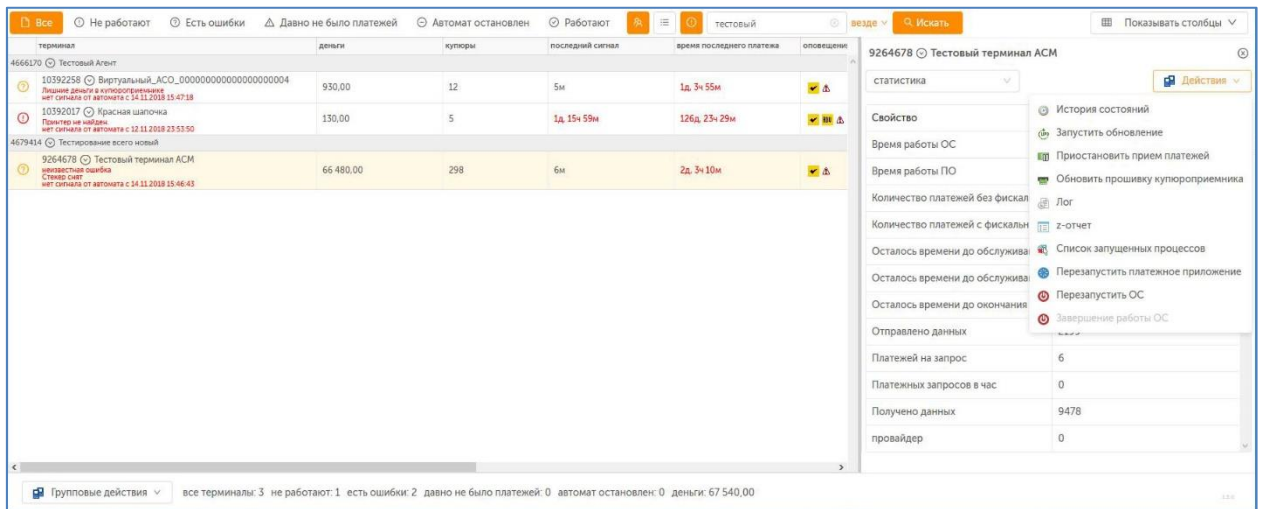 Все Не работают Есть ошибки Давно не было платежей Автомат остановлен Работают тестовый везде Искать Показывать столбцы
терминал деньги купюры последний сигнал время последнего платежа оповещение
4666170 Тестовый Агент
10392258 Виртуальный_АСО_000000000000000000004 930,00 12 5м 1д, 3ч 55м
Лишние деньги в купюроприемнике
нет сигнала от автомата с 14.11.2018 15:47:18
10392017 Красная шапочка 130,00 5 1д, 15ч 59м 126д, 23ч 29м
Принтер не найден.
нет сигнала от автомата с 12.11.2018 23:53:50
4679414 Тестирование всего новый
9264678 Тестовый терминал АСМ 66 480,00 298 6м 2д, 3ч 10м
неизвестная ошибка
Стекер снят
нет сигнала от автомата с 14.11.2018 15:46:43
9264678 Тестовый терминал АСМ
статистика Действия
Свойство
Время работы ОС
Время работы ПО
Количество платежей без фискал
Количество платежей с фискальн
Осталось времени до обслужива
Осталось времени до обслужива
Осталось времени до окончания
Отправлено данных
Платежей на запрос 6
Платежных запросов в час 0
Получено данных 9478
провайдер 0
История состояний
Запустить обновление
Приостановить прием платежей
Обновить прошивку купюроприемника
Лог
z-отчет
Список запущенных процессов
Перезапустить платежное приложение
Перезапустить ОС
Завершение работы ОС
Групповые действия все терминалы: 3 не работают: 1 есть ошибки: 2 давно не было платежей: 0 автомат остановлен: 0 деньги: 67 540,00